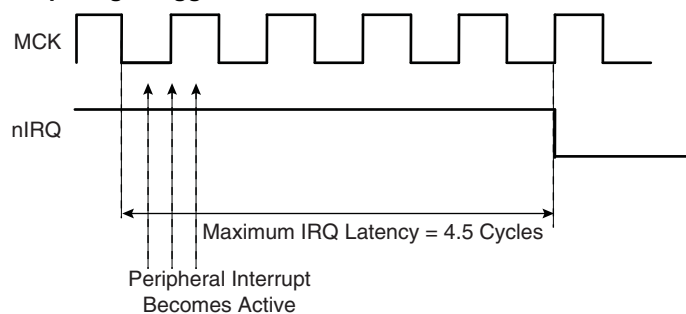 MCK
nIRQ
Maximum IRQ Latency = 4.5 Cycles
Peripheral Interrupt
Becomes Active